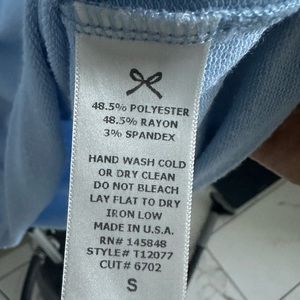 48.5% POLYESTER
48.5% RAYON
3% SPANDEX
HAND WASH COLD
OR DRY CLEAN
DO NOT BLEACH
LAY FLAT TO DRY
IRON LOW
MADE IN U.S.A.
RN# 145848
STYLE# T12077
CUT# 6702
S